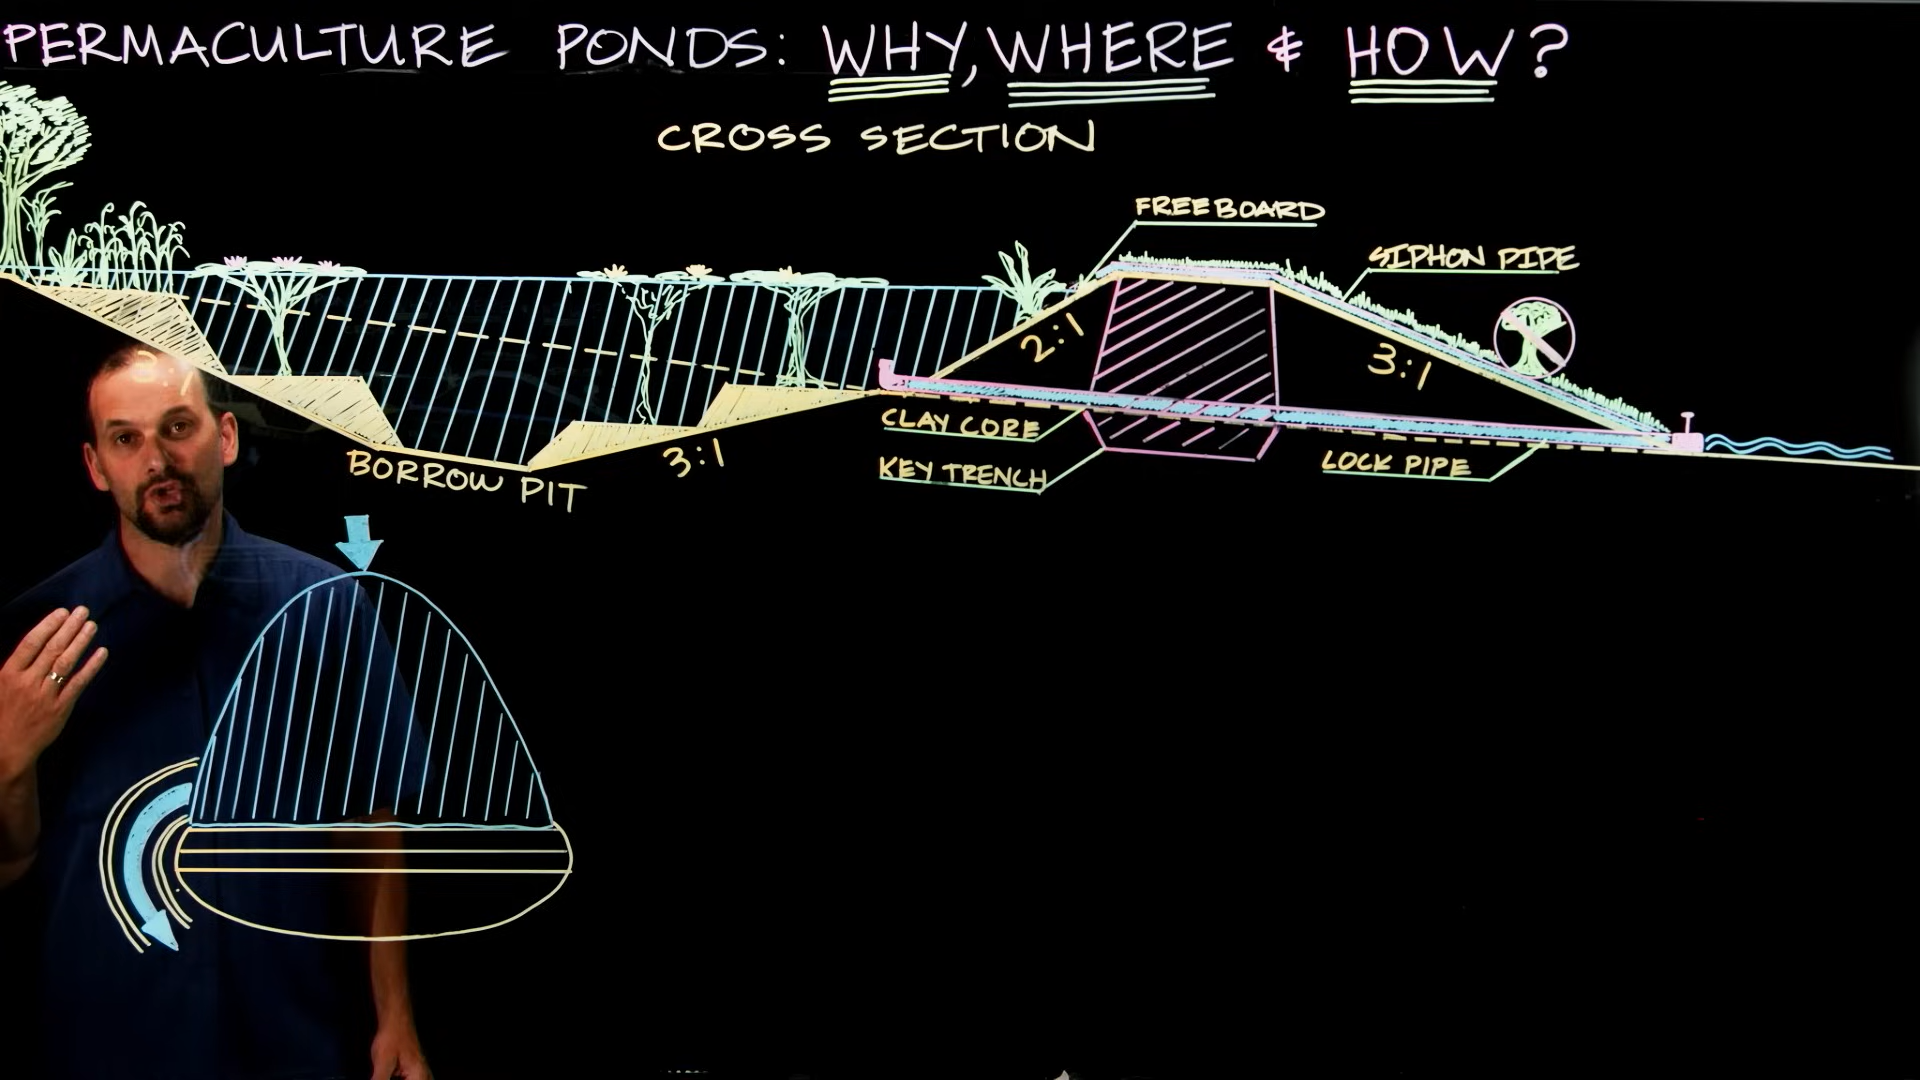 PERMACULTURE PONDS: WHY, WHERE & HOW?
CROSS SECTION
FREEBOARD
SIPHON PIPE
2:1
3:1
CLAY CORE
KEY TRENCH
LOCK PIPE
3:1
BORROW PIT